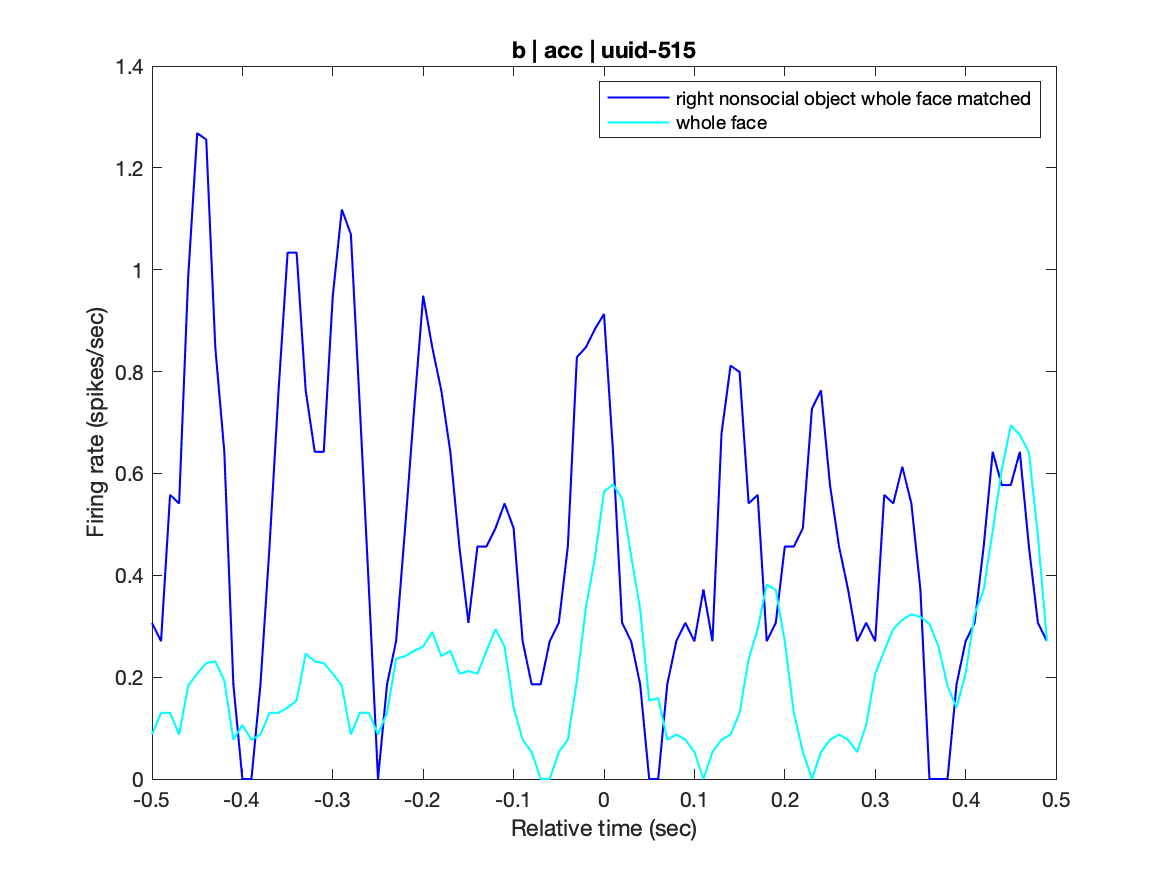 b | acc | uuid-515
right nonsocial object whole face matched
whole face
Firing rate (spikes/sec)
1.4
1.2
1
0.8
0.6
0.4
0.2
0
-0.5 -0.4 -0.3 -0.2 -0.1 0 0.1 0.2 0.3 0.4 0.5
Relative time (sec)